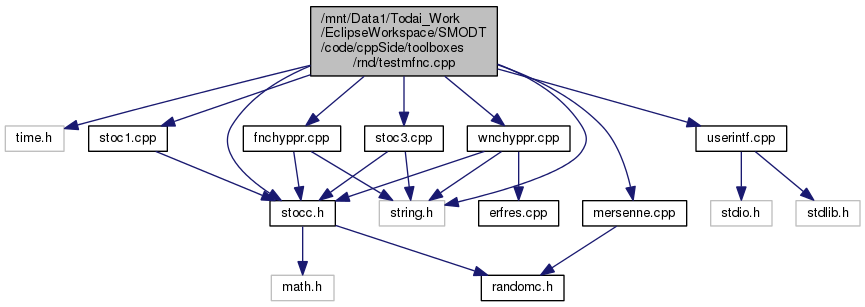 /mnt/Data1/Todai_Work
/EclipseWorkspace/SMODT
/code/cppSide/toolboxes
/rnd/testmfnc.cpp
time.h
stoc1.cpp
fnchyppr.cpp
stoc3.cpp
wnchyppr.cpp
userintf.cpp
stocc.h
string.h
erfres.cpp
mersenne.cpp
stdio.h
stdlib.h
math.h
randomc.h